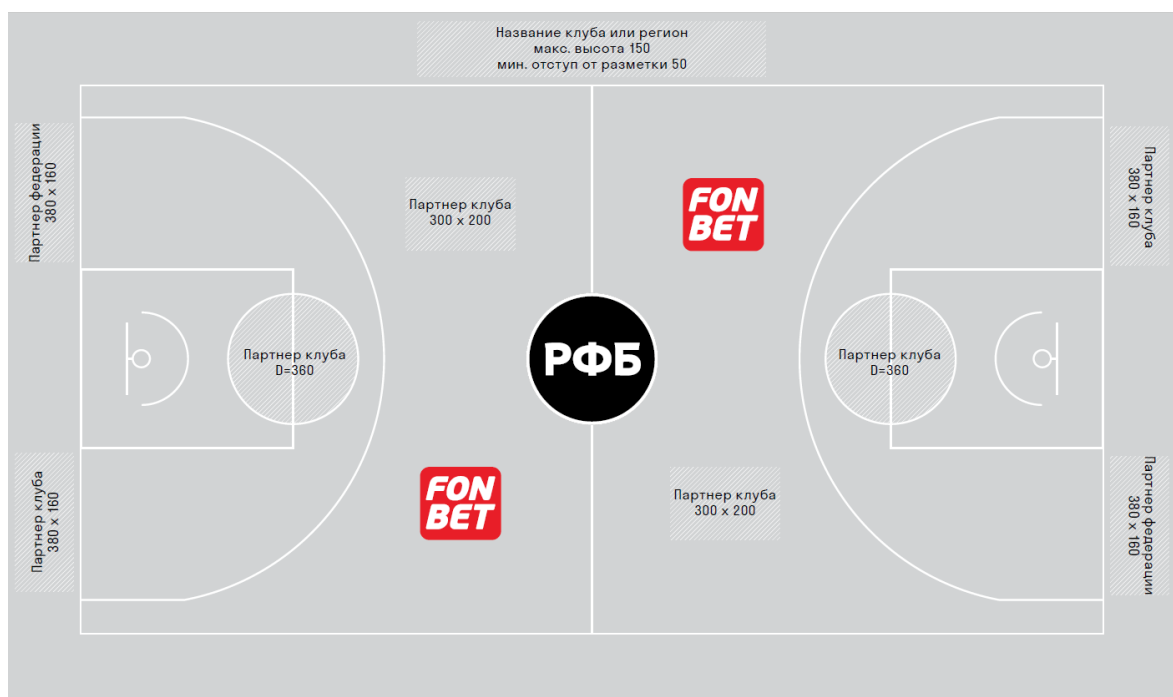 Название клуба или регион
макс. высота 150
мин. отступ от разметки 50
Партнер федерации
380 x 160
Партнер клуба
300 x 200
FON
BET
Партнер клуба
380 x 160
Партнер клуба
D=360
РФБ
Партнер клуба
D=360
Партнер клуба
380 x 160
FON
BET
Партнер клуба
300 x 200
Партнер федерации
380 x 160